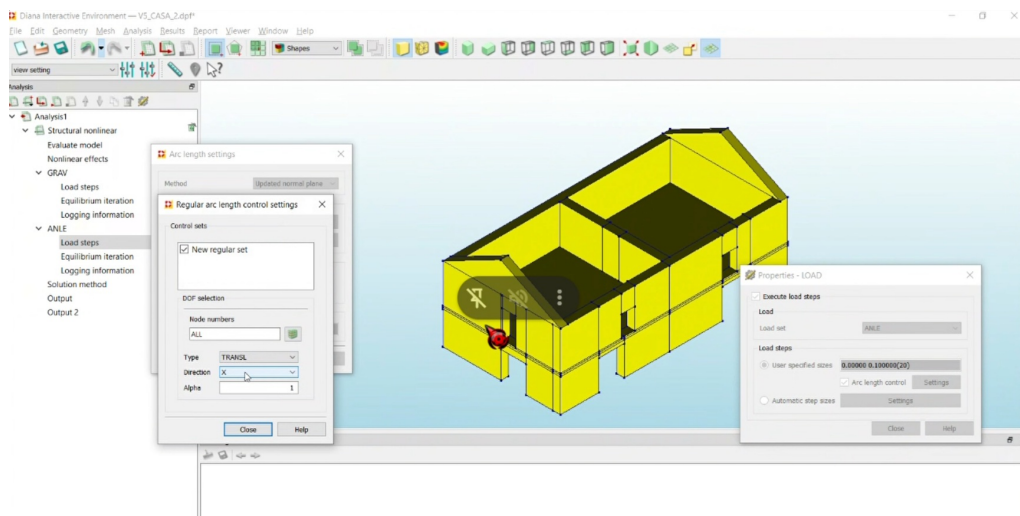 Diana Interactive Environment — V5_CASA_2.dpf*
File Edit Geometry Mesh Analysis Results Report Viewer Window Help
Shapes
view setting
Analysis
Analysis1
Structural nonlinear
Evaluate model
Nonlinear effects
GRAV
Load steps
Equilibrium iteration
Logging information
ANLE
Load steps
Equilibrium iteration
Logging information
Solution method
Output
Output 2
Arc length settings
Method Updated normal plane
Regular arc length control settings
Control sets
New regular set
DOF selection
Node numbers
ALL
Type TRANSL
Direction X
Alpha 1
Close Help
Properties - LOAD
Execute load steps
Load
Load set ANLE
Load steps
User specified sizes 0.00000 0.100000(20)
Arc length control Settings
Automatic step sizes Settings
Close Help